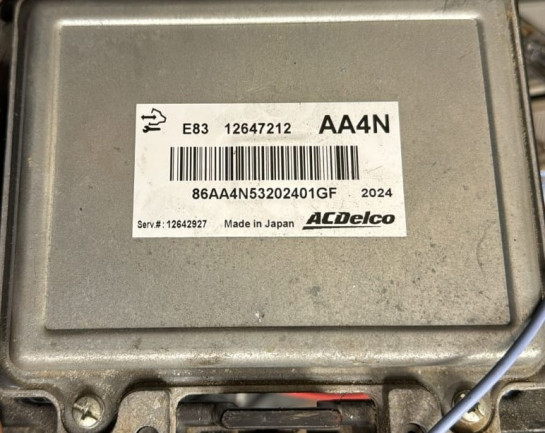 E83 12647212 AA4N
86AA4N53202401GF 2024
Serv.#: 12642927 Made in Japan ACDelco